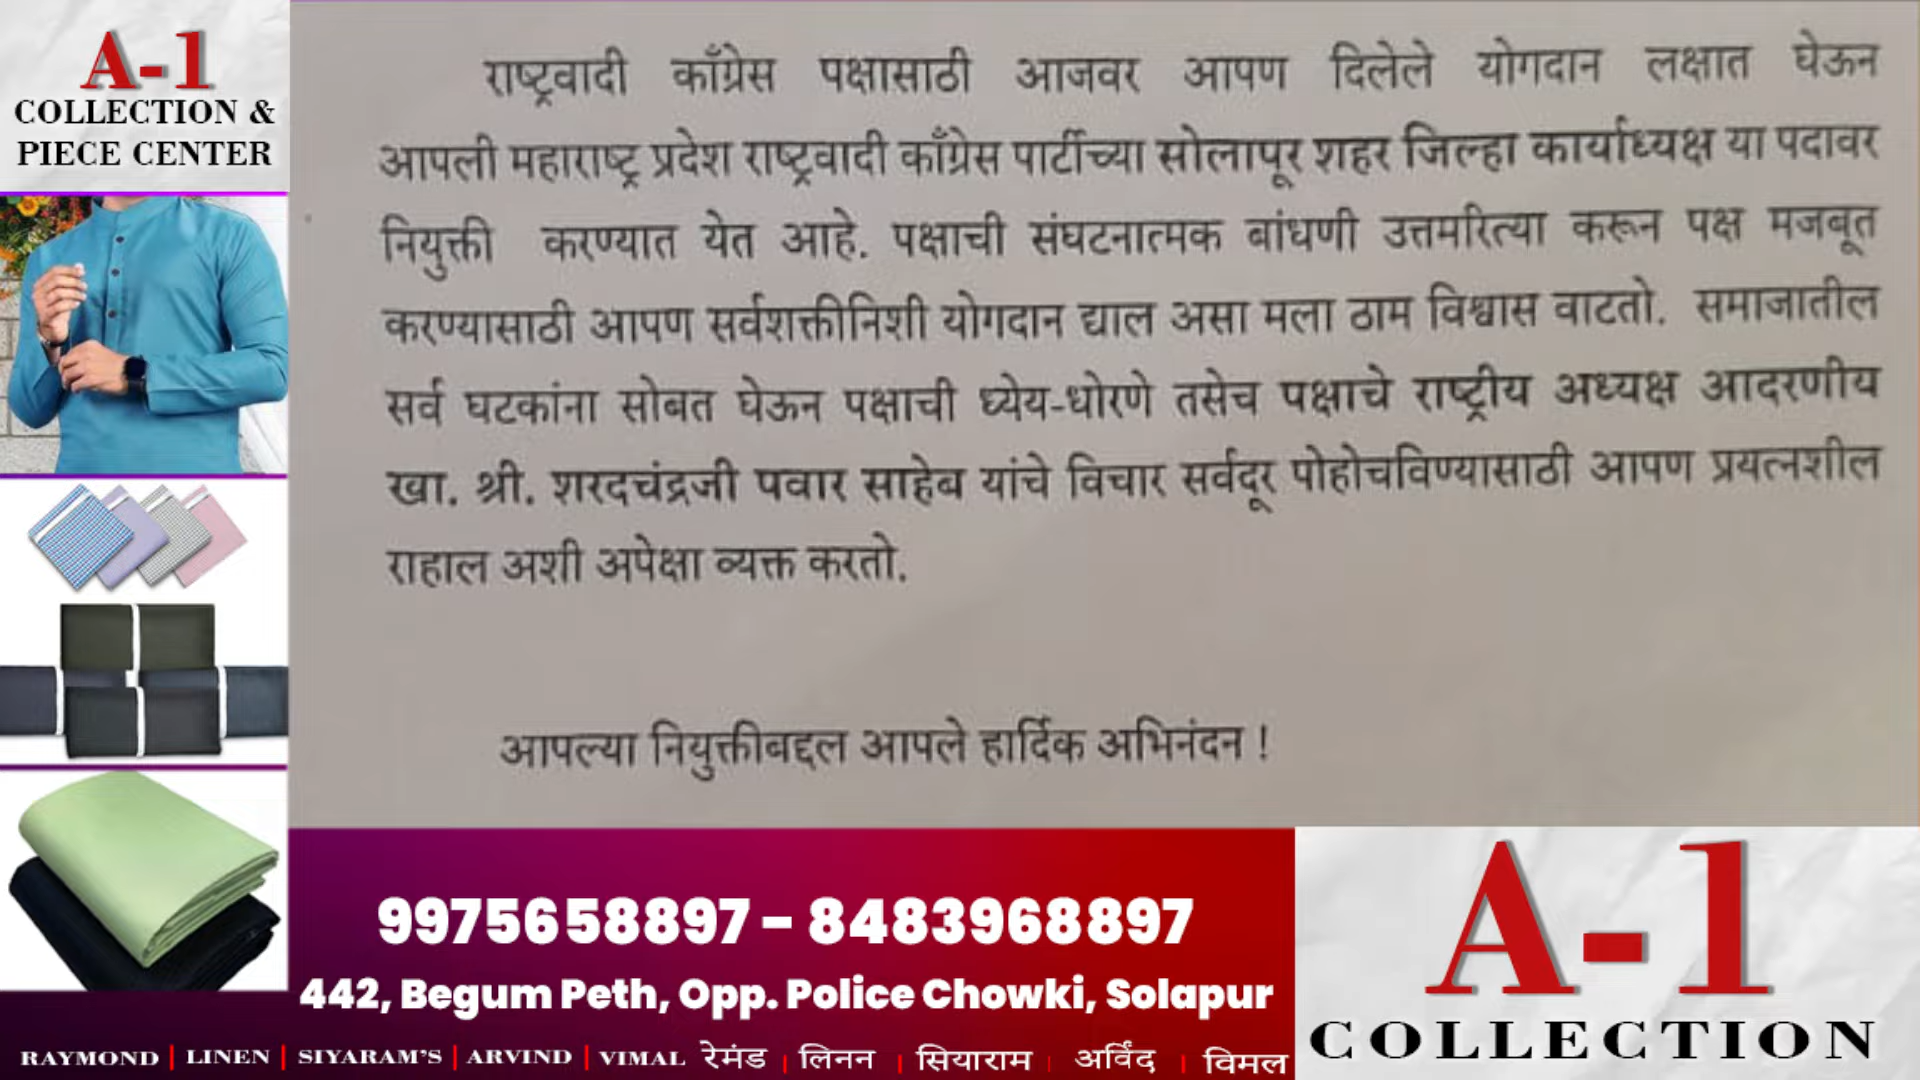 A-1
COLLECTION &
PIECE CENTER
राष्ट्रवादी काँग्रेस पक्षासाठी आजवर आपण दिलेले योगदान लक्षात घेऊन
आपली महाराष्ट्र प्रदेश राष्ट्रवादी काँग्रेस पार्टीच्या सोलापूर शहर जिल्हा कार्याध्यक्ष या पदावर
नियुक्ती करण्यात येत आहे. पक्षाची संघटनात्मक बांधणी उत्तमरित्या करून पक्ष मजबूत
करण्यासाठी आपण सर्वशक्तीनिशी योगदान द्याल असा मला ठाम विश्वास वाटतो. समाजातील
सर्व घटकांना सोबत घेऊन पक्षाची ध्येय-धोरणे तसेच पक्षाचे राष्ट्रीय अध्यक्ष आदरणीय
खा. श्री. शरदचंद्रजी पवार साहेब यांचे विचार सर्वदूर पोहोचविण्यासाठी आपण प्रयत्नशील
राहाल अशी अपेक्षा व्यक्त करतो.
आपल्या नियुक्तीबद्दल आपले हार्दिक अभिनंदन !
9975658897 - 8483968897
442, Begum Peth, Opp. Police Chowki, Solapur
RAYMOND | LINEN | SIYARAM'S | ARVIND | VIMAL रेमंड | लिनन | सियाराम | अर्विंद | विमल
A-1
COLLECTION